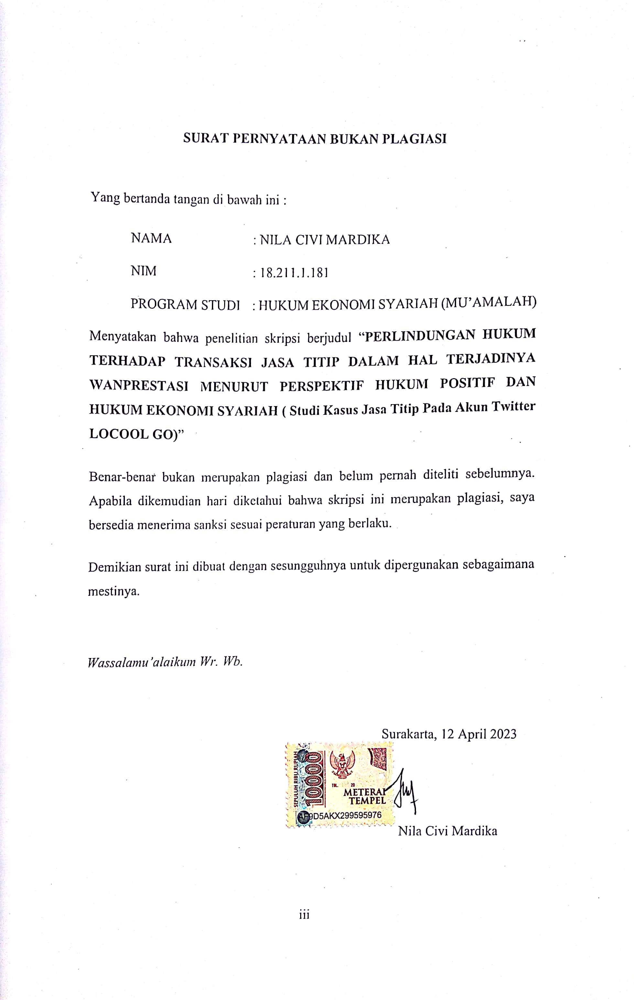 SURAT PERNYATAAN BUKAN PLAGIASI
Yang bertanda tangan di bawah ini :
NAMA : NILA CIVI MARDIKA
NIM : 18.211.1.181
PROGRAM STUDI : HUKUM EKONOMI SYARIAH (MU’AMALAH)
Menyatakan bahwa penelitian skripsi berjudul “PERLINDUNGAN HUKUM
TERHADAP TRANSAKSI JASA TITIP DALAM HAL TERJADINYA
WANPRESTASI MENURUT PERSPEKTIF HUKUM POSITIF DAN
HUKUM EKONOMI SYARIAH ( Studi Kasus Jasa Titip Pada Akun Twitter
LOCOOL GO)”
Benar-benar bukan merupakan plagiasi dan belum pernah diteliti sebelumnya.
Apabila dikemudian hari diketahui bahwa skripsi ini merupakan plagiasi, saya
bersedia menerima sanksi sesuai peraturan yang berlaku.
Demikian surat ini dibuat dengan sesungguhnya untuk dipergunakan sebagaimana
mestinya.
Wassalamu’alaikum Wr. Wb.
Surakarta, 12 April 2023
SEPULUH RIBU RUPIAH
10000
TGL. 20
METERAI
TEMPEL
AF9D5AKX299595976
Nila Civi Mardika
iii